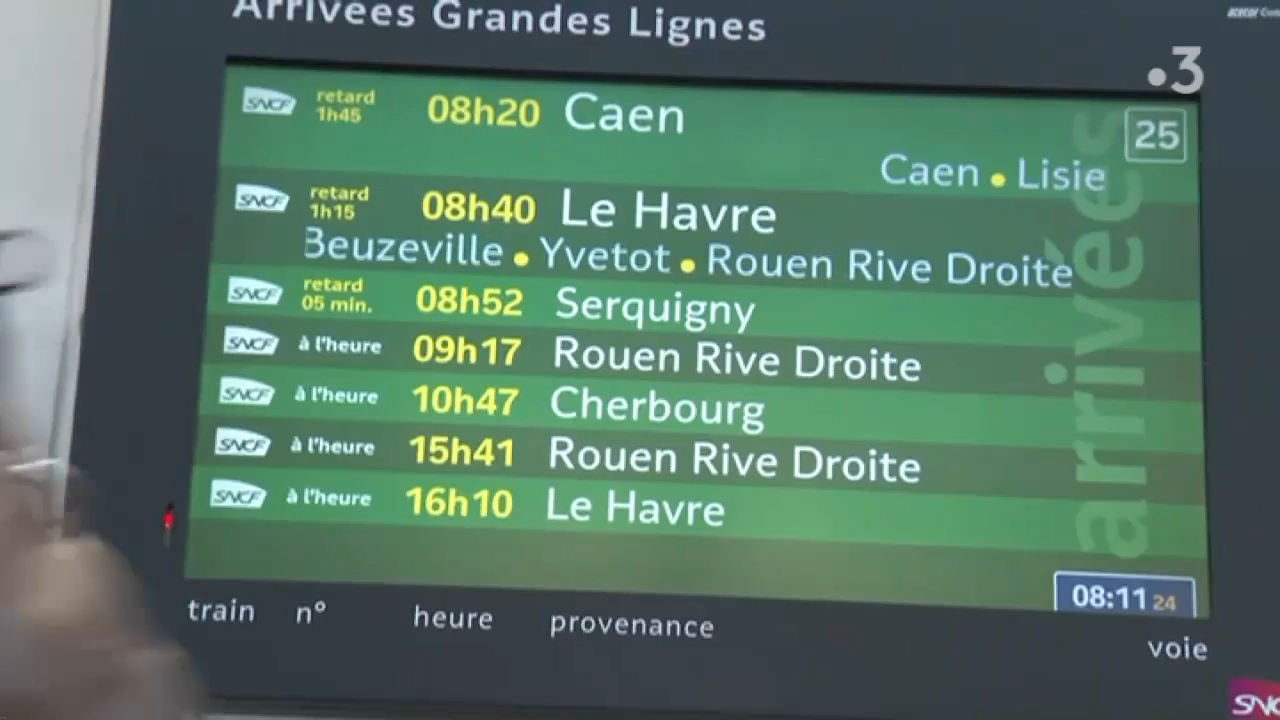 Arrivées Grandes Lignes
3
SNCF retard 1h45 08h20 Caen 25
Caen • Lisie
SNCF retard 1h15 08h40 Le Havre
Beuzeville • Yvetot • Rouen Rive Droite
SNCF retard 05 min. 08h52 Serquigny
SNCF à l'heure 09h17 Rouen Rive Droite
SNCF à l'heure 10h47 Cherbourg
SNCF à l'heure 15h41 Rouen Rive Droite
SNCF à l'heure 16h10 Le Havre
arrivées
08:11 24
train n° heure provenance voie
SNC